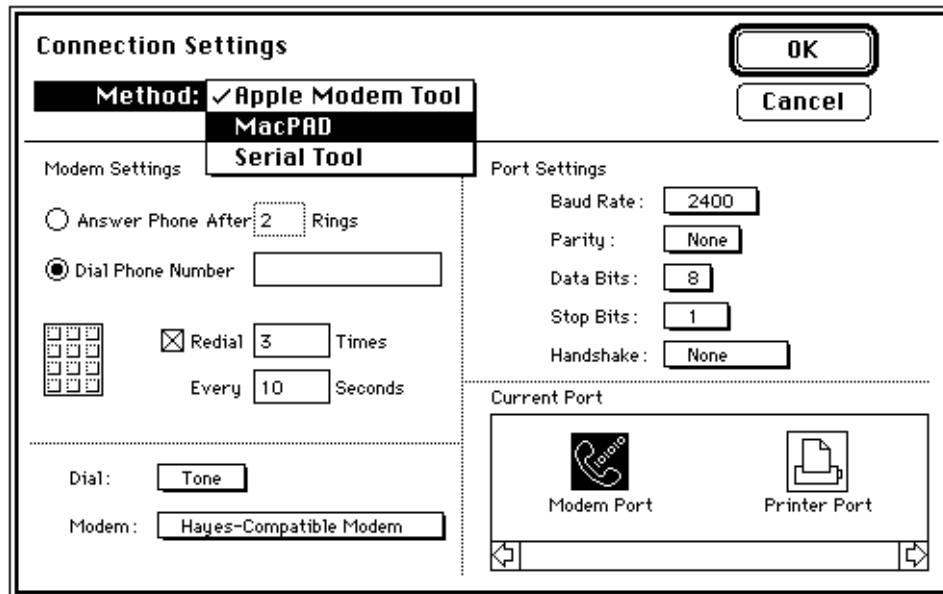 Connection Settings
OK
Method: ✓Apple Modem Tool
MacPAD
Serial Tool
Cancel
Modem Settings
Answer Phone After 2 Rings
Dial Phone Number
Redial 3 Times
Every 10 Seconds
Dial: Tone
Modem: Hayes-Compatible Modem
Port Settings
Baud Rate: 2400
Parity: None
Data Bits: 8
Stop Bits: 1
Handshake: None
Current Port
Modem Port
Printer Port